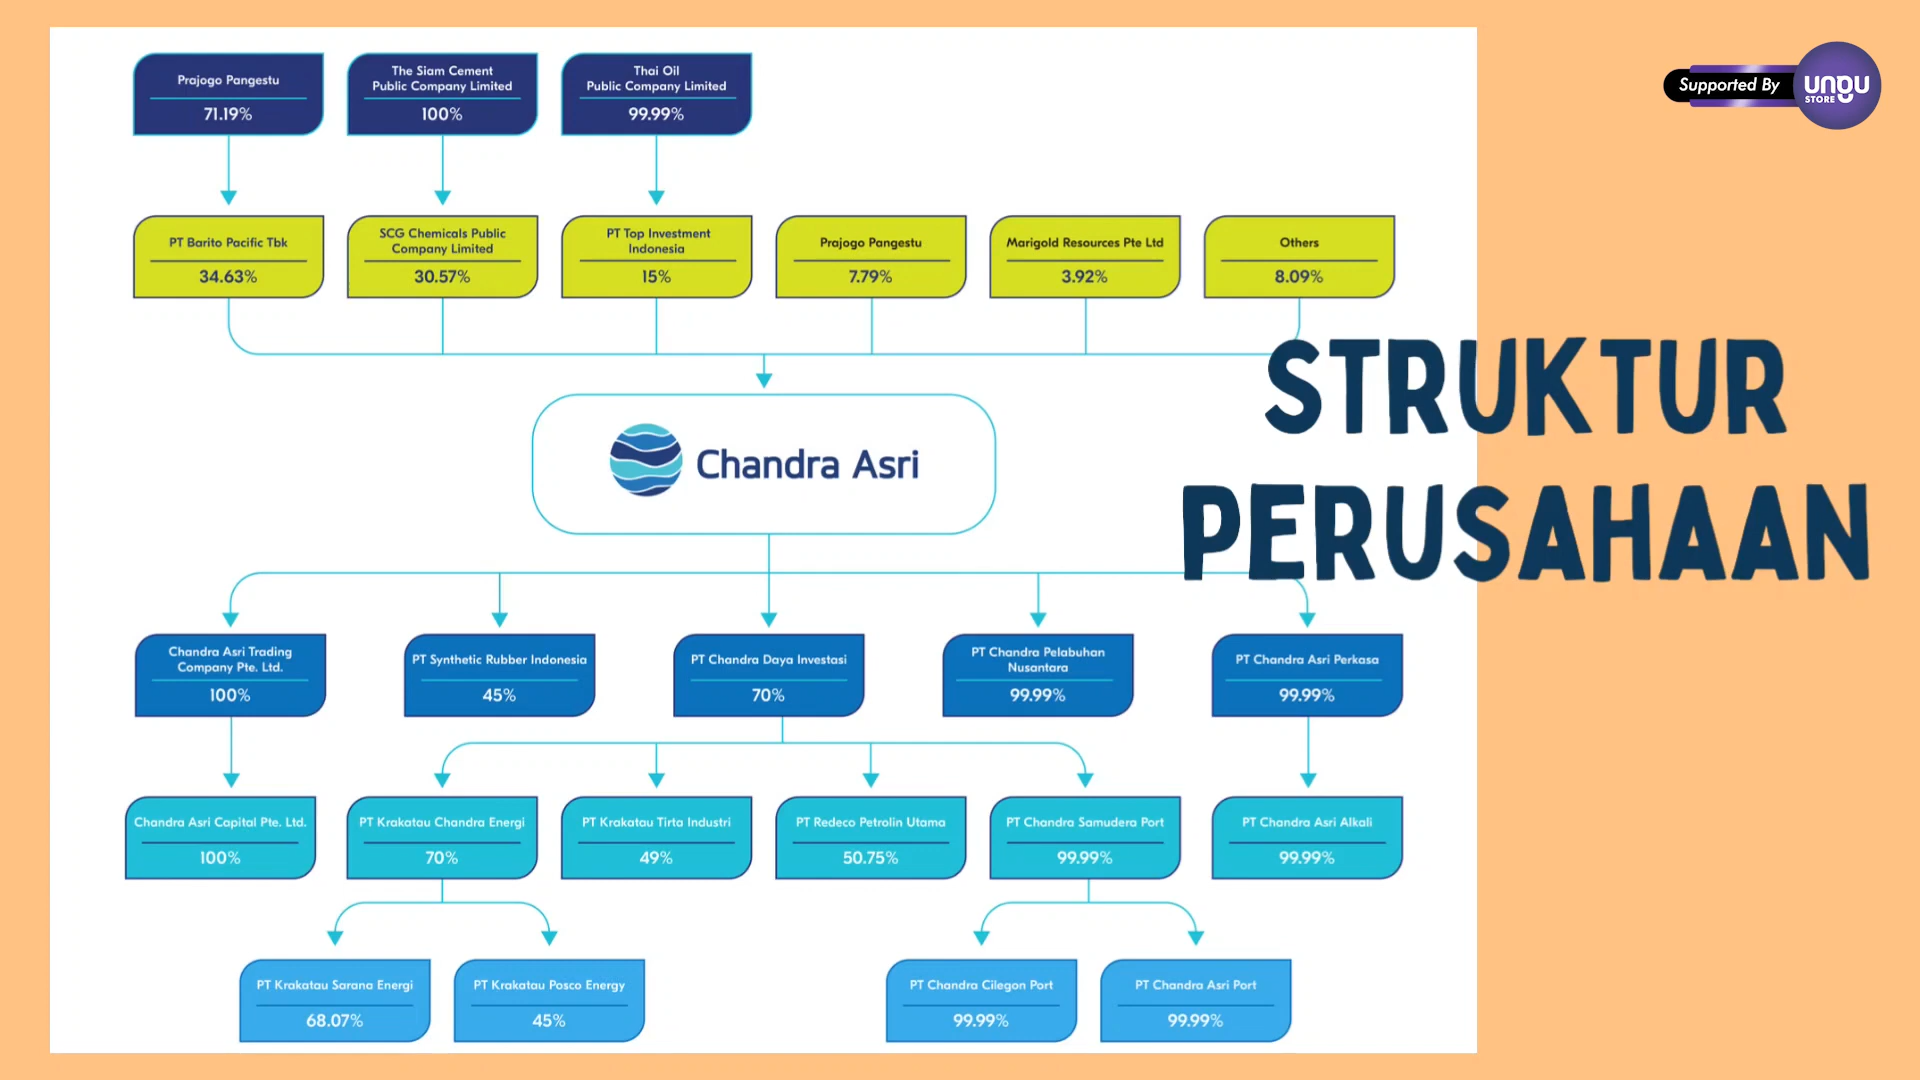 Prajogo Pangestu
71.19%
The Siam Cement
Public Company Limited
100%
Thai Oil
Public Company Limited
99.99%
Supported By
ungu
STORE
PT Barito Pacific Tbk
34.63%
SCG Chemicals Public
Company Limited
30.57%
PT Top Investment
Indonesia
15%
Prajogo Pangestu
7.79%
Marigold Resources Pte Ltd
3.92%
Others
8.09%
Chandra Asri
STRUKTUR
PERUSAHAAN
Chandra Asri Trading
Company Pte. Ltd.
100%
PT Synthetic Rubber Indonesia
45%
PT Chandra Daya Investasi
70%
PT Chandra Pelabuhan
Nusantara
99.99%
PT Chandra Asri Perkasa
99.99%
Chandra Asri Capital Pte. Ltd.
100%
PT Krakatau Chandra Energi
70%
PT Krakatau Tirta Industri
49%
PT Redeco Petrolin Utama
50.75%
PT Chandra Samudera Port
99.99%
PT Chandra Asri Alkali
99.99%
PT Krakatau Sarana Energi
68.07%
PT Krakatau Posco Energy
45%
PT Chandra Cilegon Port
99.99%
PT Chandra Asri Port
99.99%